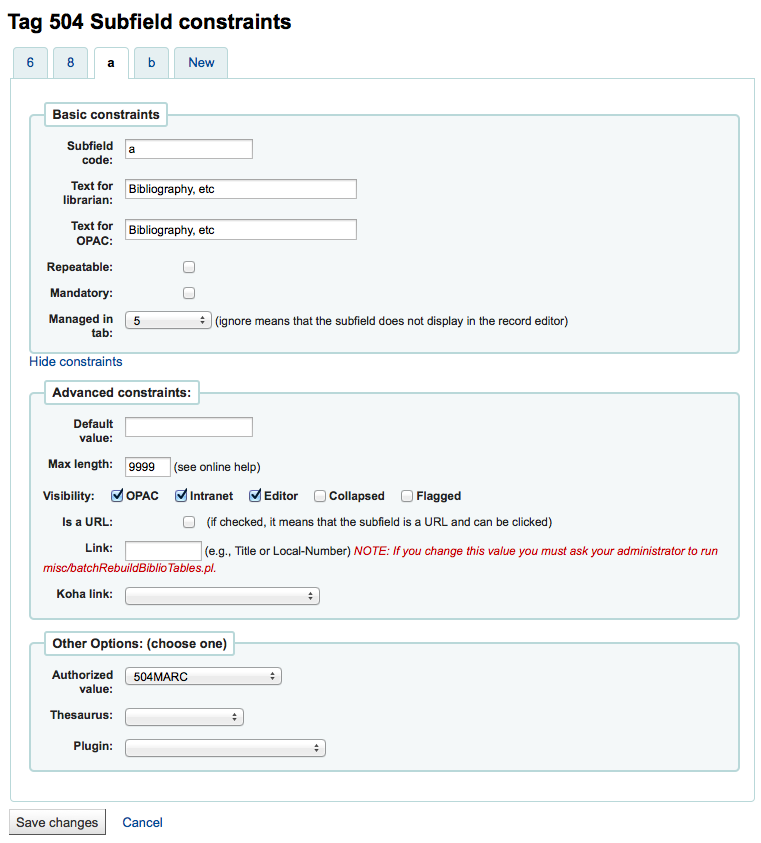 Tag 504 Subfield constraints
6 8 a b New
Basic constraints
Subfield code: a
Text for librarian: Bibliography, etc
Text for OPAC: Bibliography, etc
Repeatable:
Mandatory:
Managed in tab: 5 (ignore means that the subfield does not display in the record editor)
Hide constraints
Advanced constraints:
Default value:
Max length: 9999 (see online help)
Visibility: OPAC Intranet Editor Collapsed Flagged
Is a URL: (if checked, it means that the subfield is a URL and can be clicked)
Link: (e.g., Title or Local-Number) NOTE: If you change this value you must ask your administrator to run
misc/batchRebuildBiblioTables.pl.
Koha link:
Other Options: (choose one)
Authorized value: 504MARC
Thesaurus:
Plugin:
Save changes Cancel